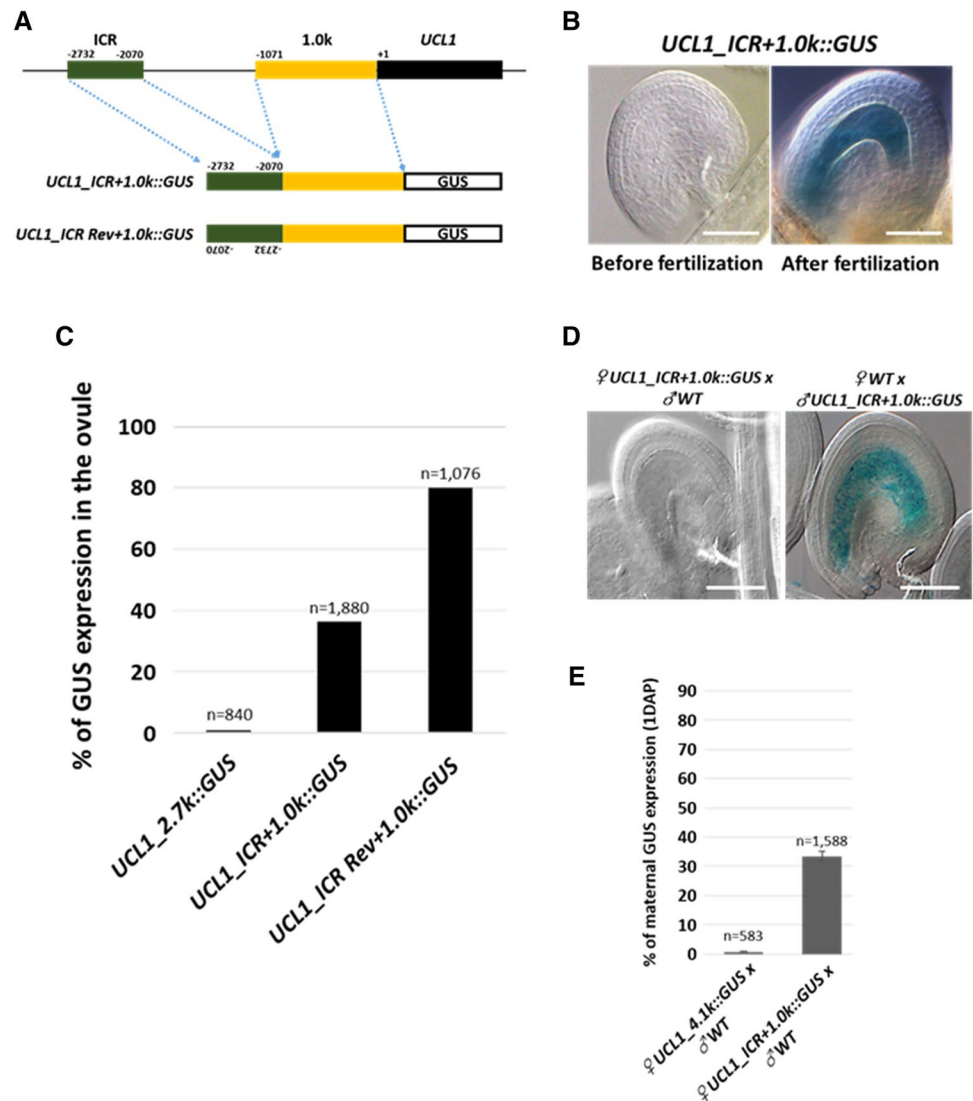 A
ICR
1.0k
UCL1
-2732
-2070
-1071
+1
-2732
-2070
UCL1_ICR+1.0k::GUS
GUS
UCL1_ICR Rev+1.0k::GUS
GUS
-2070
-2732
B
UCL1_ICR+1.0k::GUS
Before fertilization
After fertilization
C
% of GUS expression in the ovule
100
80
60
40
20
0
n=840
n=1,880
n=1,076
UCL1_2.7k::GUS
UCL1_ICR+1.0k::GUS
UCL1_ICR Rev+1.0k::GUS
D
♀UCL1_ICR+1.0k::GUS x
♂WT
♀WT x
♂UCL1_ICR+1.0k::GUS
E
% of maternal GUS expression (1DAP)
90
80
70
60
50
40
30
20
10
0
n=583
n=1,588
♀UCL1_4.1k::GUS x
♂WT
♀UCL1_ICR+1.0k::GUS x
♂WT